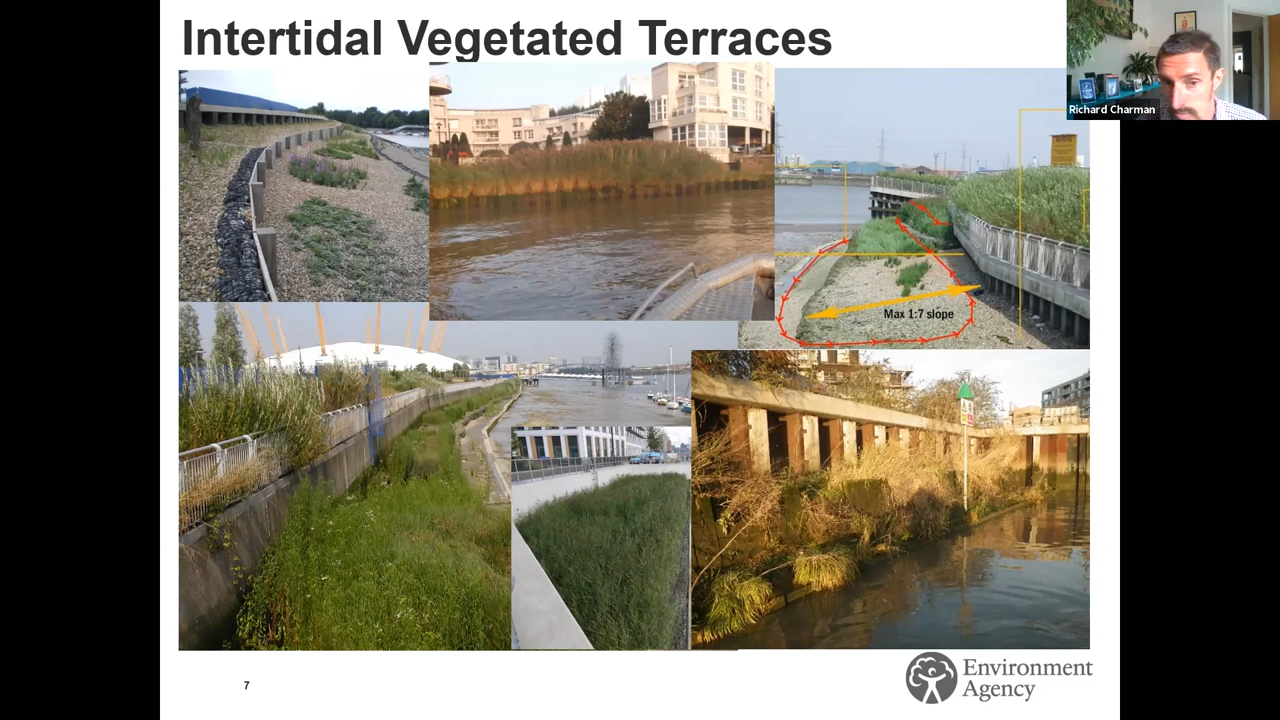 Intertidal Vegetated Terraces
Richard Charman
Max 1:7 slope
7
Environment
Agency